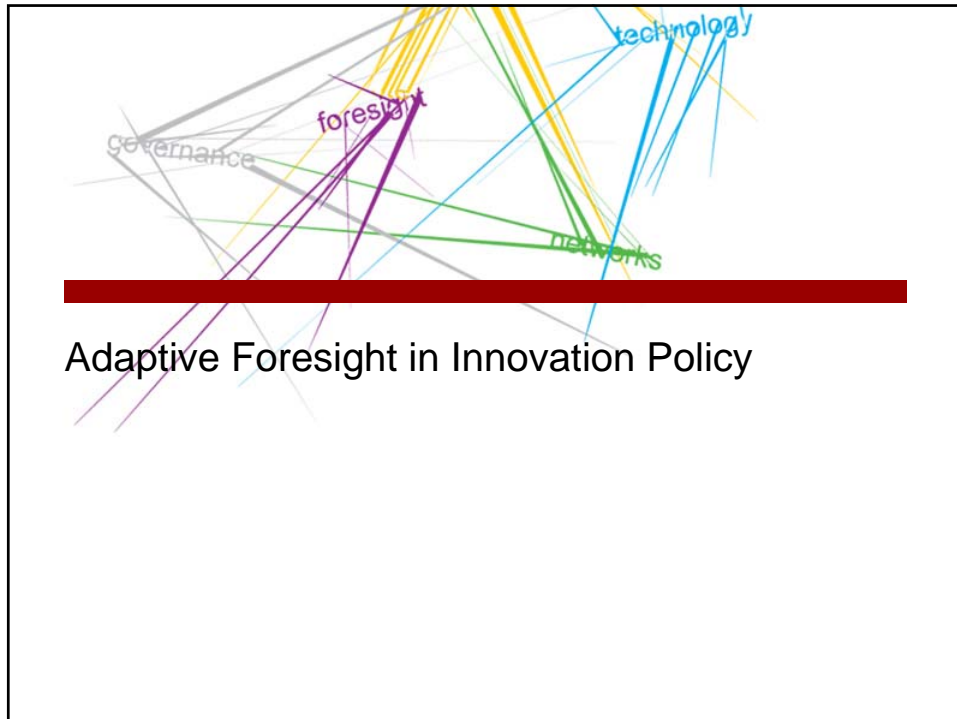 technology
foresight
governance
networks
Adaptive Foresight in Innovation Policy